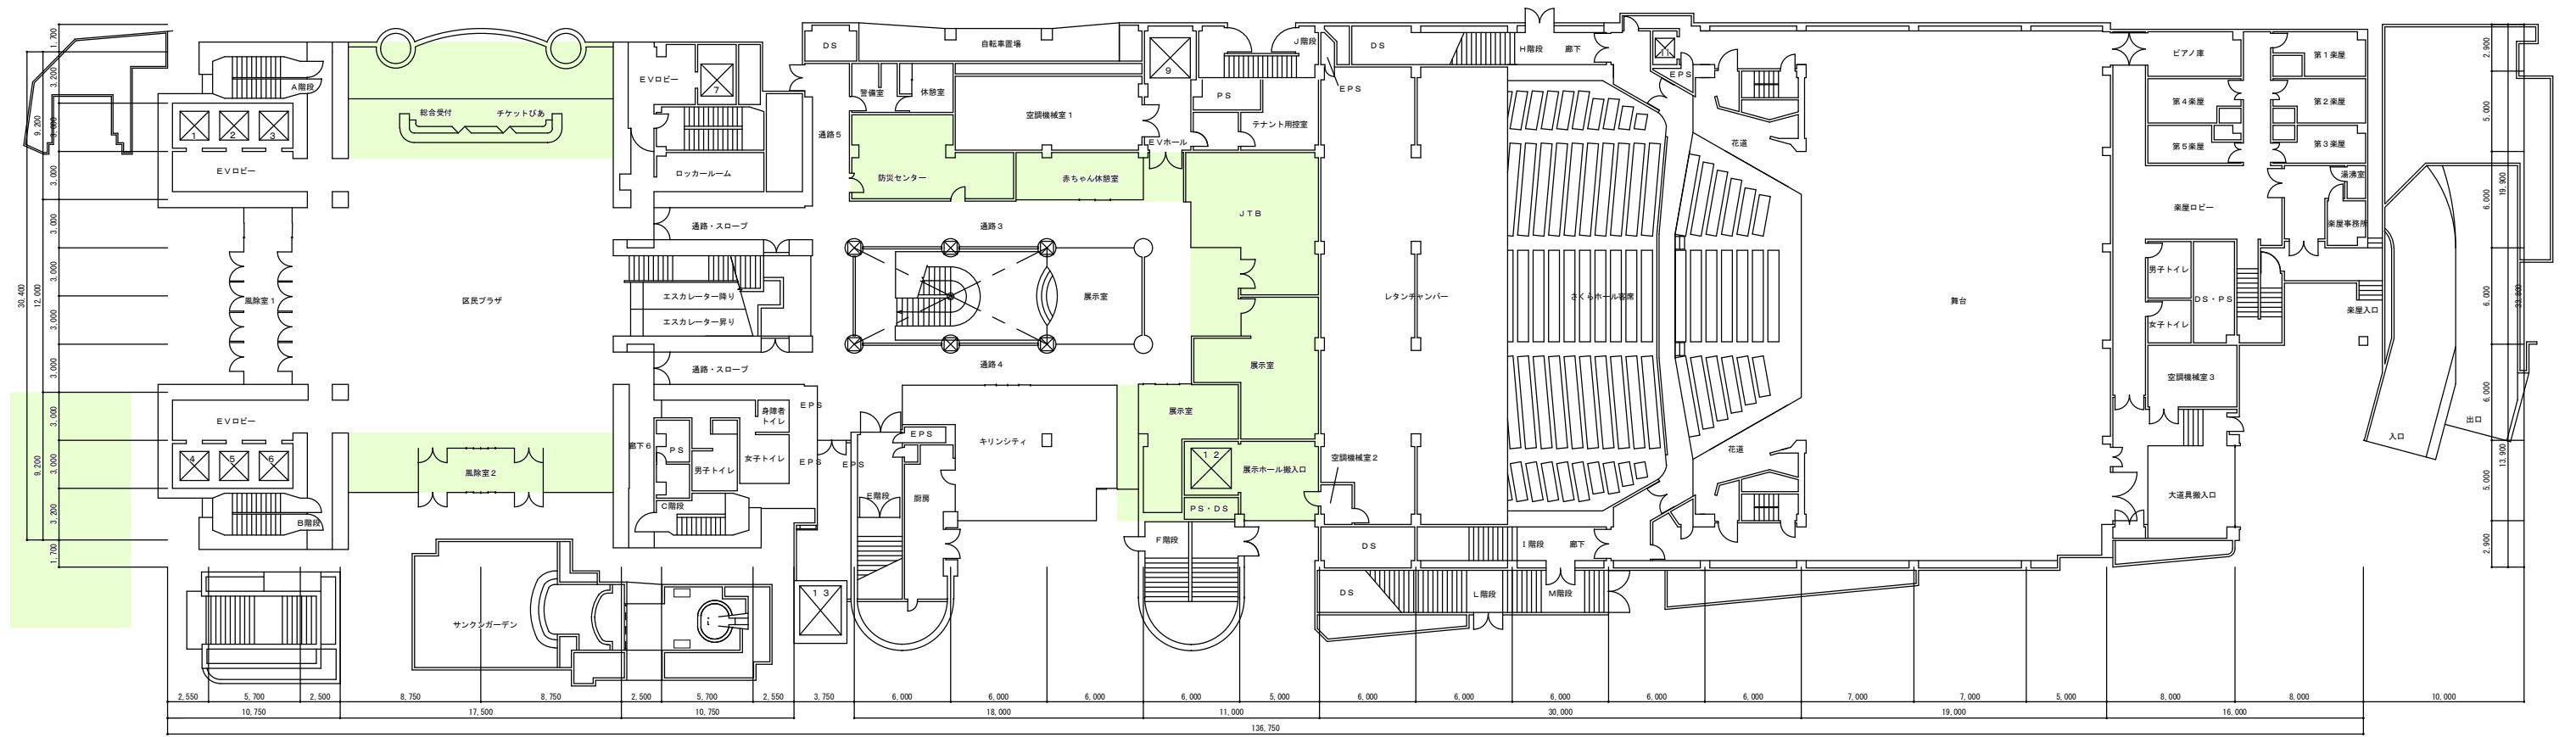 DS
自転車置場
9
J階段
DS
H階段
廊下
11
EPS
ピアノ庫
第1楽屋
A階段
EVロビー
7
警備室
休憩室
PS
EPS
第4楽屋
第2楽屋
総合受付
チケットぴあ
1
2
3
通路5
空調機械室1
テナント用控室
EVホール
花道
第5楽屋
第3楽屋
EVロビー
ロッカールーム
防災センター
赤ちゃん休憩室
湯沸室
JTB
楽屋ロビー
楽屋事務所
通路・スロープ
通路3
風除室1
区民プラザ
エスカレーター降り
エスカレーター昇り
展示室
レタンチャンバー
さくらホール客席
舞台
男子トイレ
DS・PS
女子トイレ
楽屋入口
通路・スロープ
通路4
展示室
空調機械室3
EVロビー
EPS
身障者
トイレ
展示室
EPS
キリンシティ
廊下6
PS
男子トイレ
女子トイレ
EPS
EPS
花道
入口
出口
4
5
6
風除室2
12
展示ホール搬入口
空調機械室2
E階段
厨房
大道具搬入口
PS・DS
B階段
C階段
F階段
DS
I階段
廊下
サンクンガーデン
13
DS
L階段
M階段
1,700
3,200
3,000
3,000
3,000
3,000
3,000
3,000
3,000
3,000
3,200
1,700
9,200
12,000
9,200
30,400
2,900
5,000
6,000
6,000
6,000
5,000
2,900
19,900
13,900
33,800
2,550
5,700
2,500
8,750
8,750
2,500
5,700
2,550
3,750
6,000
6,000
6,000
6,000
5,000
6,000
6,000
6,000
6,000
6,000
7,000
7,000
5,000
8,000
8,000
10,000
10,750
17,500
10,750
18,000
11,000
30,000
19,000
16,000
136,750